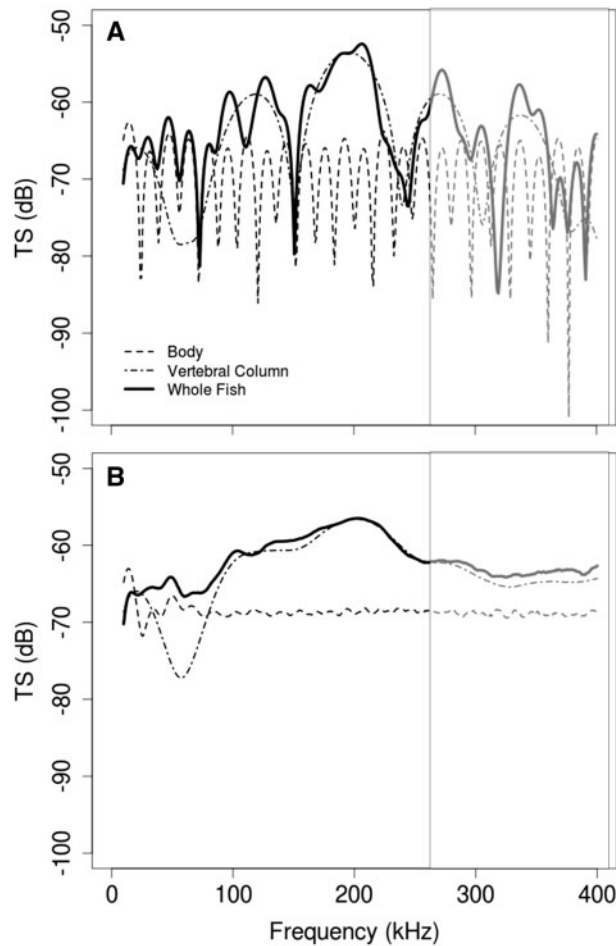 A
-50
-60
-70
-80
-90
-100
TS (dB)
Body
Vertebral Column
Whole Fish
B
-50
-60
-70
-80
-90
-100
TS (dB)
0 100 200 300 400
Frequency (kHz)